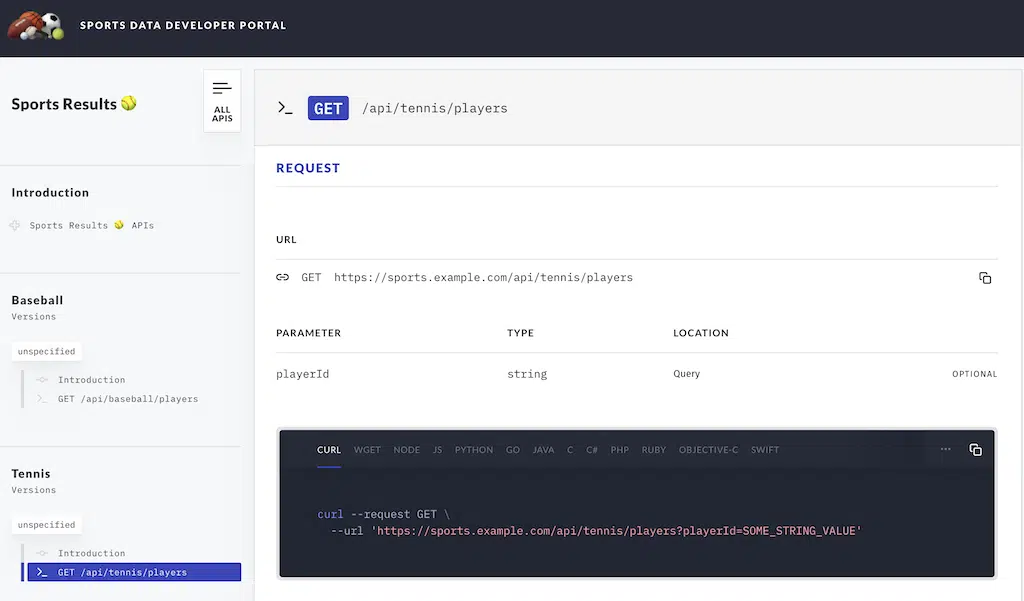 SPORTS DATA DEVELOPER PORTAL
Sports Results
ALL
APIS
Introduction
Sports Results APIs
Baseball
Versions
unspecified
Introduction
GET /api/baseball/players
Tennis
Versions
unspecified
Introduction
GET /api/tennis/players
GET /api/tennis/players
REQUEST
URL
GET https://sports.example.com/api/tennis/players
PARAMETER TYPE LOCATION
playerId string Query OPTIONAL
CURL WGET NODE JS PYTHON GO JAVA C C# PHP RUBY OBJECTIVE-C SWIFT ···
curl --request GET \
--url 'https://sports.example.com/api/tennis/players?playerId=SOME_STRING_VALUE'